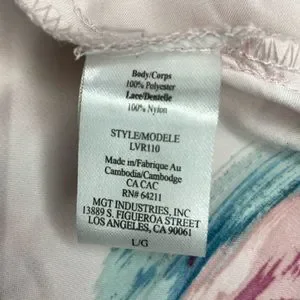 Body/Corps
100% Polyester
Lace/Dentelle
100% Nylon
STYLE/MODELE
LVR110
Made in/Fabrique Au
Cambodia/Cambodge
CA CAC
RN# 64211
MGT INDUSTRIES, INC
13889 S. FIGUEROA STREET
LOS ANGELES, CA 90061
L/G